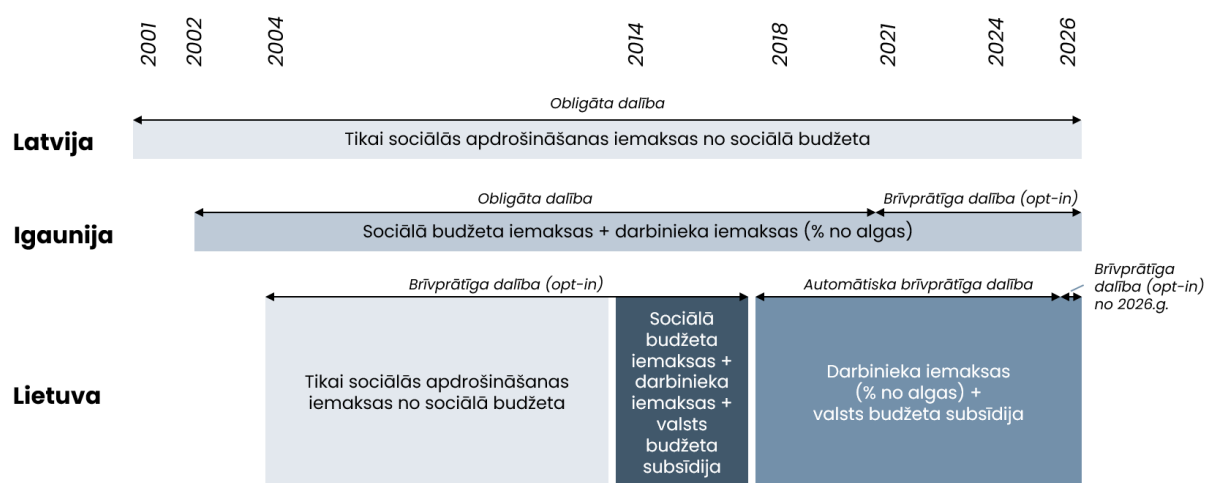 2001
2002
2004
2014
2018
2021
2024
2026
Obligāta dalība
Latvija
Tikai sociālās apdrošināšanas iemaksas no sociālā budžeta
Obligāta dalība
Brīvprātīga dalība (opt-in)
Igaunija
Sociālā budžeta iemaksas + darbinieka iemaksas (% no algas)
Brīvprātīga dalība (opt-in)
Automātiska brīvprātīga dalība
Brīvprātīga
dalība (opt-in)
no 2026.g.
Lietuva
Tikai sociālās apdrošināšanas
iemaksas no sociālā budžeta
Sociālā
budžeta
iemaksas +
darbinieka
iemaksas +
valsts
budžeta
subsīdija
Darbinieka iemaksas
(% no algas) +
valsts budžeta subsīdija